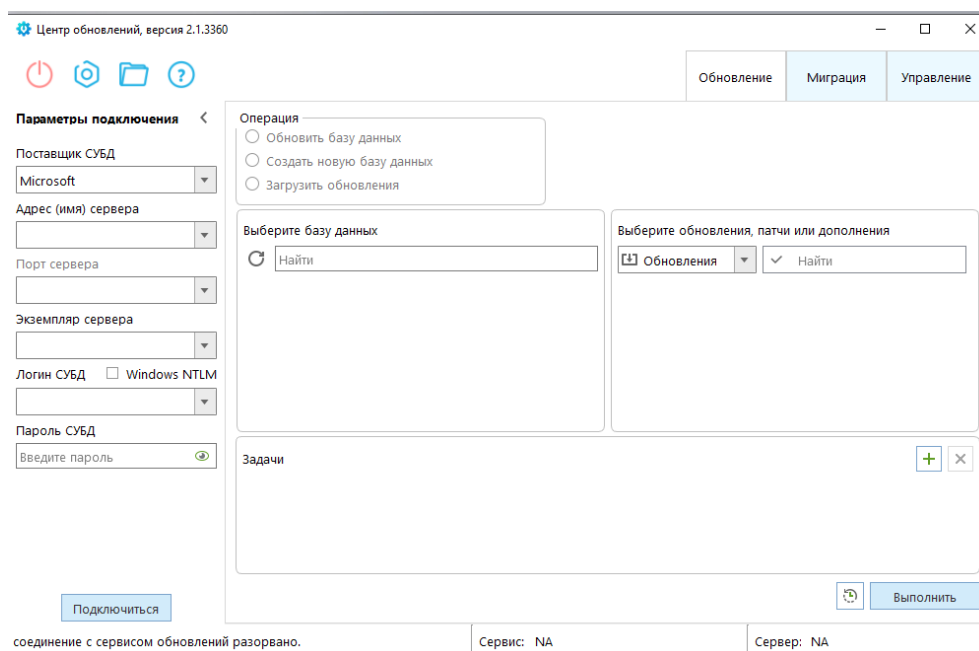 Центр обновлений, версия 2.1.3360
Обновление
Миграция
Управление
Параметры подключения
Поставщик СУБД
Microsoft
Адрес (имя) сервера
Порт сервера
Экземпляр сервера
Логин СУБД
Windows NTLM
Пароль СУБД
Введите пароль
Подключиться
Операция
Обновить базу данных
Создать новую базу данных
Загрузить обновления
Выберите базу данных
Найти
Выберите обновления, патчи или дополнения
Обновления
Найти
Задачи
Выполнить
соединение с сервисом обновлений разорвано.
Сервис: NA
Сервер: NA